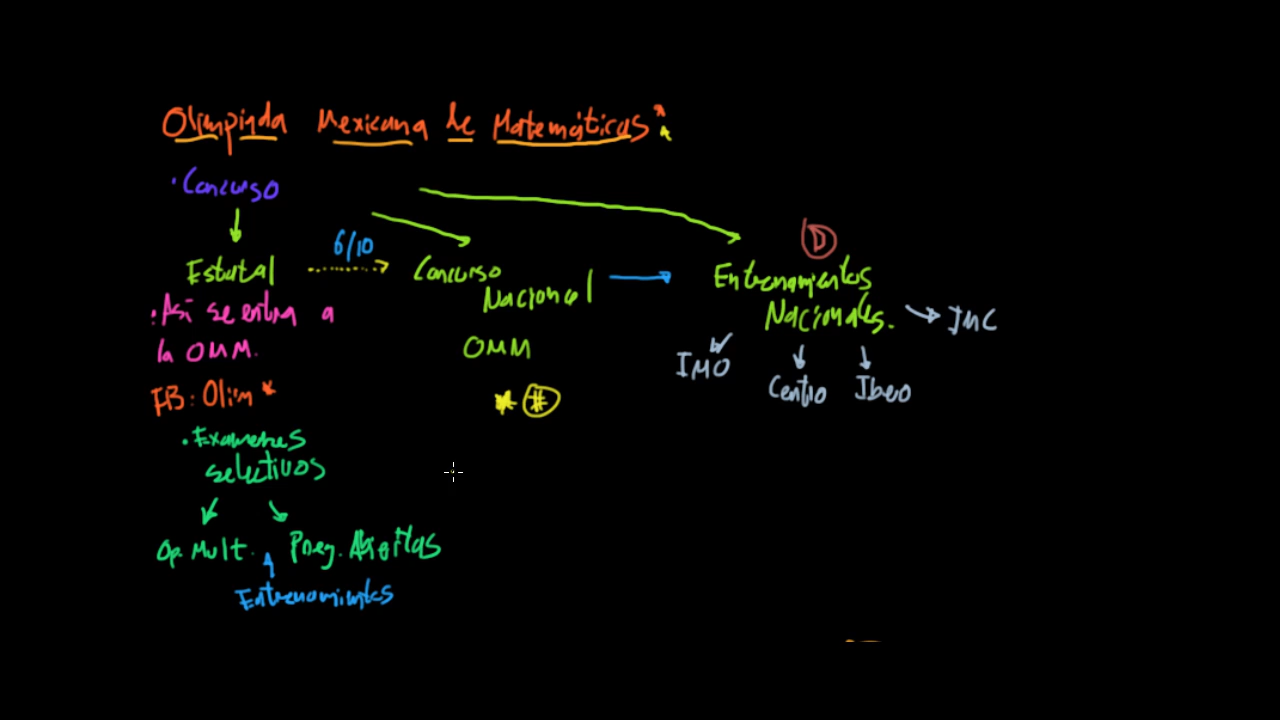 Olimpiada Mexicana de Matemáticas*
· Concurso
Estatal
6/10
Concurso
Nacional
OMM
* #
D
Entrenamientos
Nacionales.
IMC
IMO
Centro
Ibero
· Así se entra a
la OMM.
FB: Olim *
· Examenes
selectivos
Op. Mult.
Preg. Abiertas
Entrenamientos